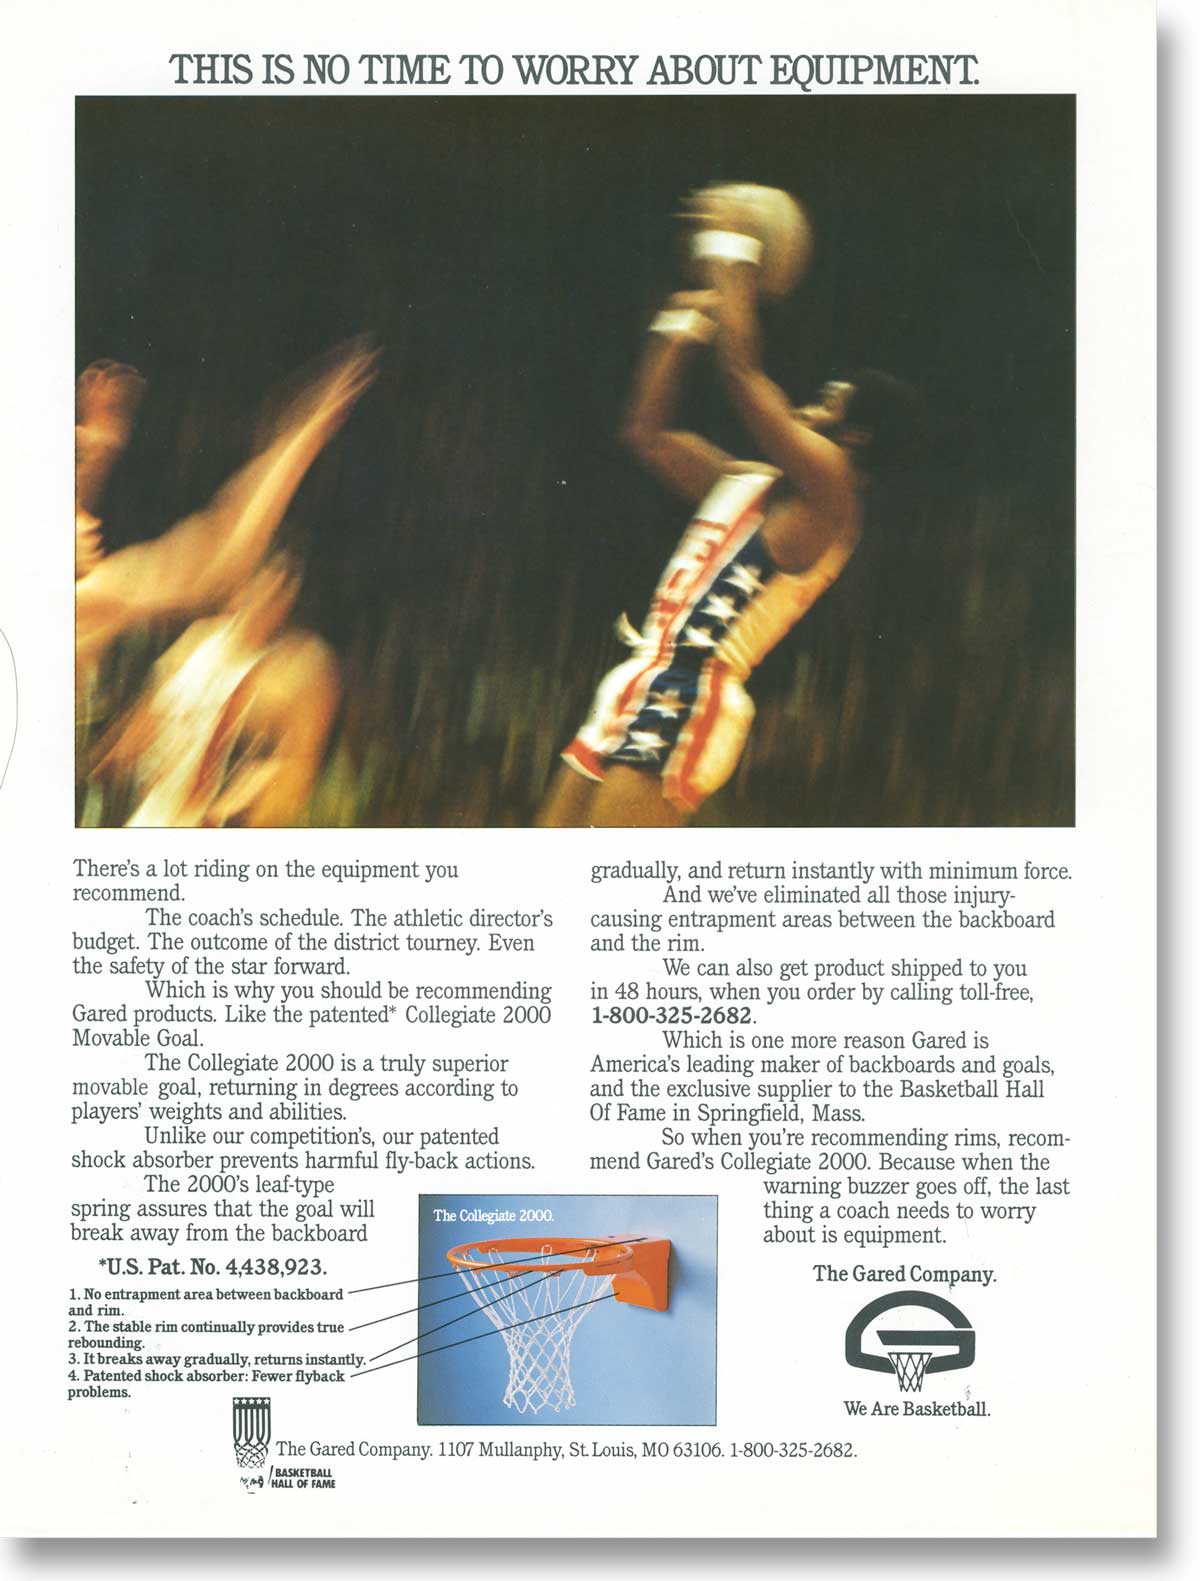 THIS IS NO TIME TO WORRY ABOUT EQUIPMENT.
There's a lot riding on the equipment you
recommend.
The coach's schedule. The athletic director's
budget. The outcome of the district tourney. Even
the safety of the star forward.
Which is why you should be recommending
Gared products. Like the patented* Collegiate 2000
Movable Goal.
The Collegiate 2000 is a truly superior
movable goal, returning in degrees according to
players' weights and abilities.
Unlike our competition's, our patented
shock absorber prevents harmful fly-back actions.
The 2000's leaf-type
spring assures that the goal will
break away from the backboard
gradually, and return instantly with minimum force.
And we've eliminated all those injury-
causing entrapment areas between the backboard
and the rim.
We can also get product shipped to you
in 48 hours, when you order by calling toll-free,
1-800-325-2682.
Which is one more reason Gared is
America's leading maker of backboards and goals,
and the exclusive supplier to the Basketball Hall
Of Fame in Springfield, Mass.
So when you're recommending rims, recom-
mend Gared's Collegiate 2000. Because when the
warning buzzer goes off, the last
thing a coach needs to worry
about is equipment.
*U.S. Pat. No. 4,438,923.
1. No entrapment area between backboard
and rim.
2. The stable rim continually provides true
rebounding.
3. It breaks away gradually, returns instantly.
4. Patented shock absorber: Fewer flyback
problems.
The Collegiate 2000.
The Gared Company.
We Are Basketball.
The Gared Company. 1107 Mullanphy, St. Louis, MO 63106. 1-800-325-2682.
BASKETBALL
HALL OF FAME